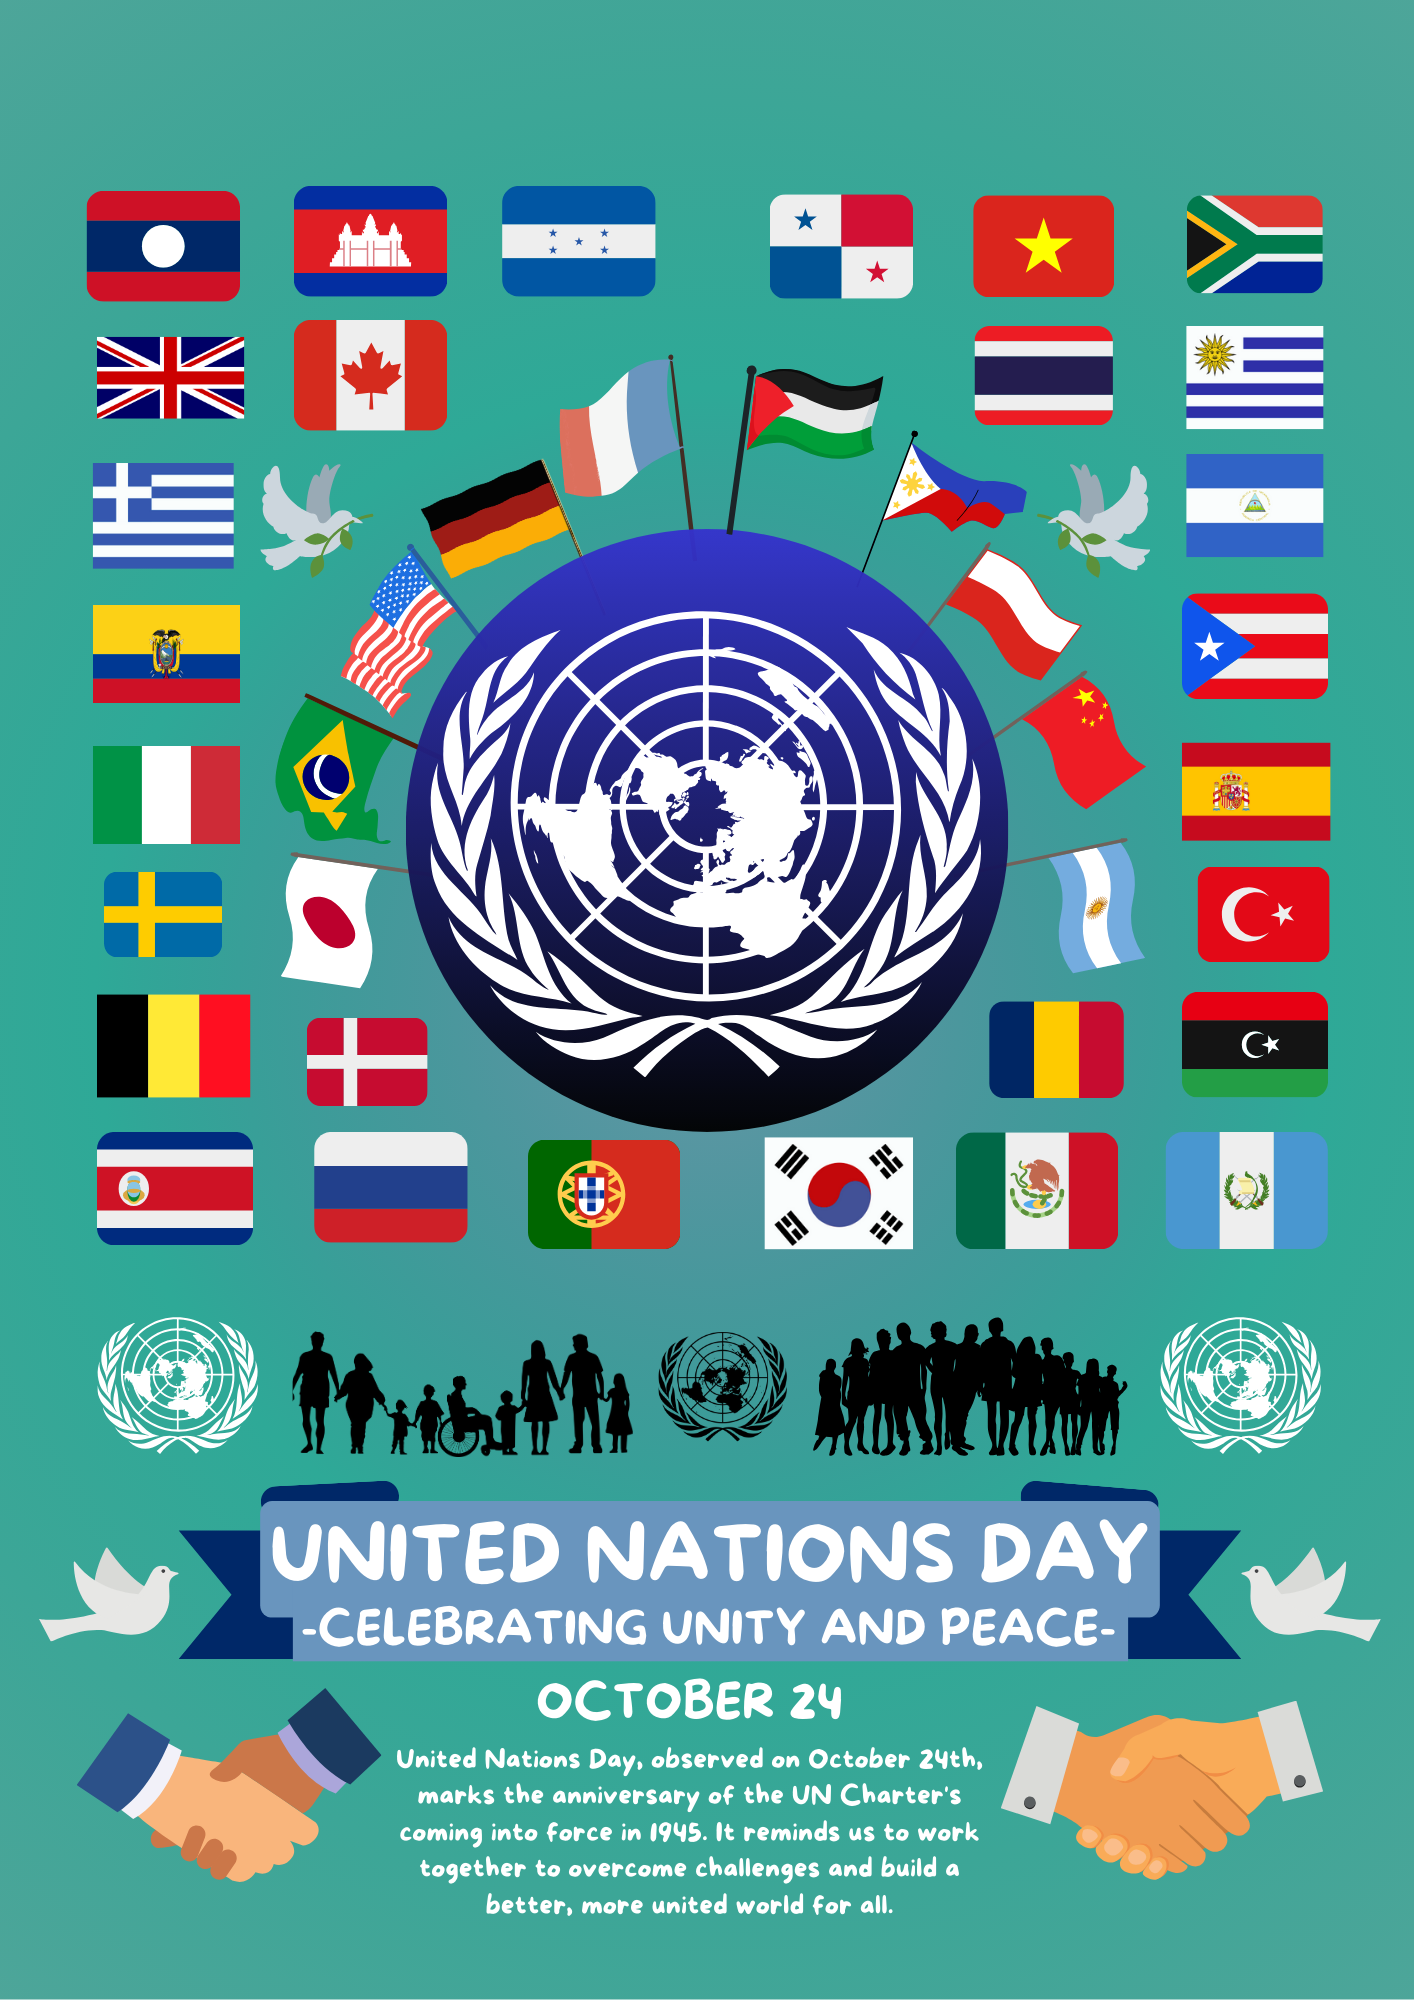 UNITED NATIONS DAY
-CELEBRATING UNITY AND PEACE-
OCTOBER 24
United Nations Day, observed on October 24th,
marks the anniversary of the UN Charter's
coming into force in 1945. It reminds us to work
together to overcome challenges and build a
better, more united world for all.